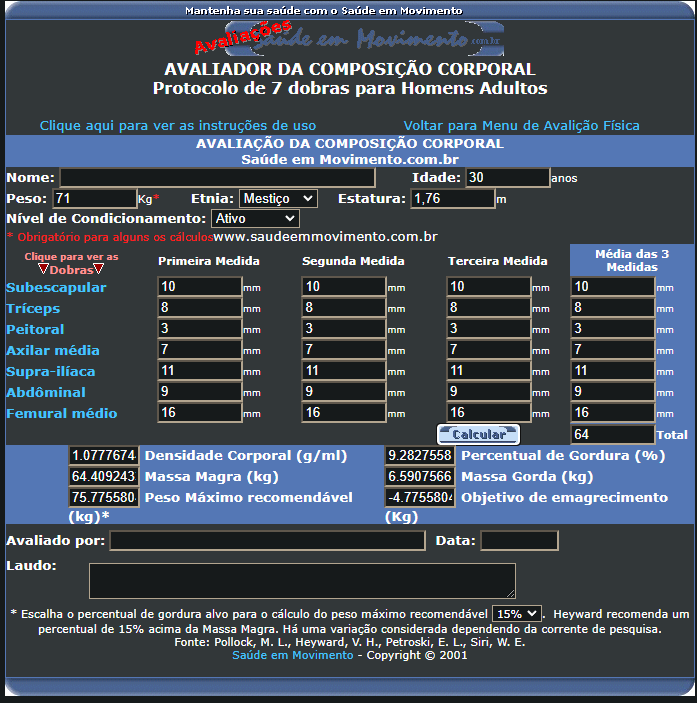 Mantenha sua saúde com o Saúde em Movimento
Avaliações
Saúde em Movimento.com.br
AVALIADOR DA COMPOSIÇÃO CORPORAL
Protocolo de 7 dobras para Homens Adultos
Clique aqui para ver as instruções de uso Voltar para Menu de Avalição Física
AVALIAÇÃO DA COMPOSIÇÃO CORPORAL
Saúde em Movimento.com.br
Nome: Idade: 30 anos
Peso: 71 Kg* Etnia: Mestiço Estatura: 1,76 m
Nível de Condicionamento: Ativo
* Obrigatório para alguns os cálculos www.saudeemmovimento.com.br
Clique para ver as
Dobras
Primeira Medida Segunda Medida Terceira Medida Média das 3
Medidas
Subescapular 10 mm 10 mm 10 mm 10 mm
Tríceps 8 mm 8 mm 8 mm 8 mm
Peitoral 3 mm 3 mm 3 mm 3 mm
Axilar média 7 mm 7 mm 7 mm 7 mm
Supra-ilíaca 11 mm 11 mm 11 mm 11 mm
Abdôminal 9 mm 9 mm 9 mm 9 mm
Femural médio 16 mm 16 mm 16 mm 16 mm
Calcular 64 Total
1.0777674 Densidade Corporal (g/ml) 9.2827558 Percentual de Gordura (%)
64.409243 Massa Magra (kg) 6.5907566 Massa Gorda (kg)
75.775580 Peso Máximo recomendável -4.775580 Objetivo de emagrecimento
(kg)* (Kg)
Avaliado por: Data:
Laudo:
* Escalha o percentual de gordura alvo para o cálculo do peso máximo recomendável 15% . Heyward recomenda um
percentual de 15% acima da Massa Magra. Há uma variação considerada dependendo da corrente de pesquisa.
Fonte: Pollock, M. L., Heyward, V. H., Petroski, E. L., Siri, W. E.
Saúde em Movimento - Copyright © 2001